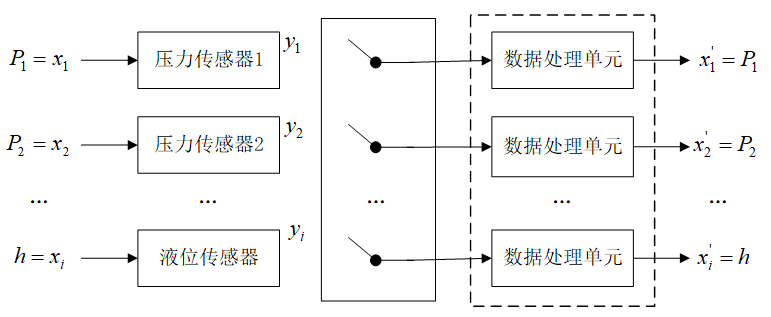 P₁ = x₁ 压力传感器1 y₁ 数据处理单元 x₁' = P₁
P₂ = x₂ 压力传感器2 y₂ 数据处理单元 x₂' = P₂
... ... ... ... ...
h = xᵢ 液位传感器 yᵢ 数据处理单元 xᵢ' = h